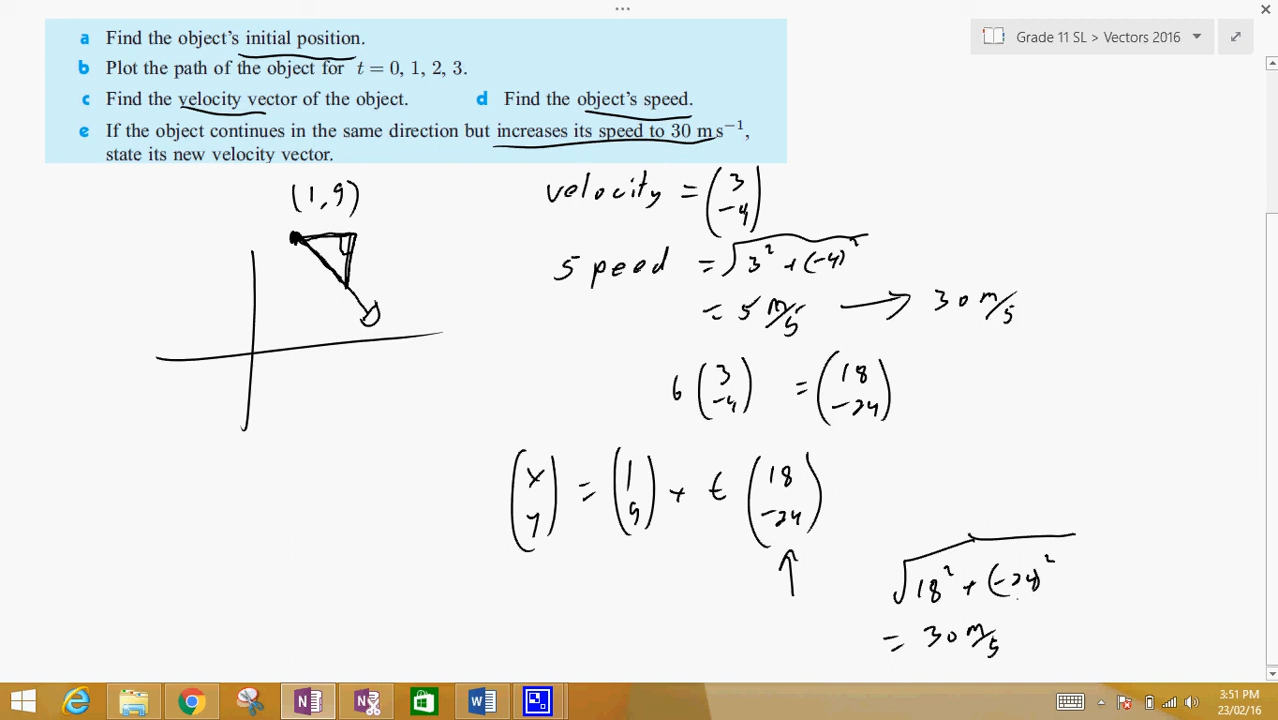 ...
Grade 11 SL > Vectors 2016
a Find the object's initial position.
b Plot the path of the object for t = 0, 1, 2, 3.
c Find the velocity vector of the object. d Find the object's speed.
e If the object continues in the same direction but increases its speed to 30 m s⁻¹,
state its new velocity vector.
(1,9)
velocity = (3 -4)
speed = √3² + (-4)²
= 5 m/s → 30 m/s
6 (3 -4) = (18 -24)
(x y) = (1 9) + t (18 -24)
√18² + (-24)²
= 30 m/s
3:51 PM
23/02/16